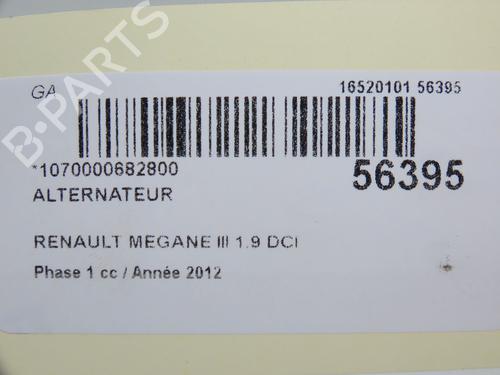 B-PARTS
GA
16520101 56395
*1070000682800
56395
ALTERNATEUR
RENAULT MEGANE III 1.9 DCI
Phase 1 cc / Année 2012